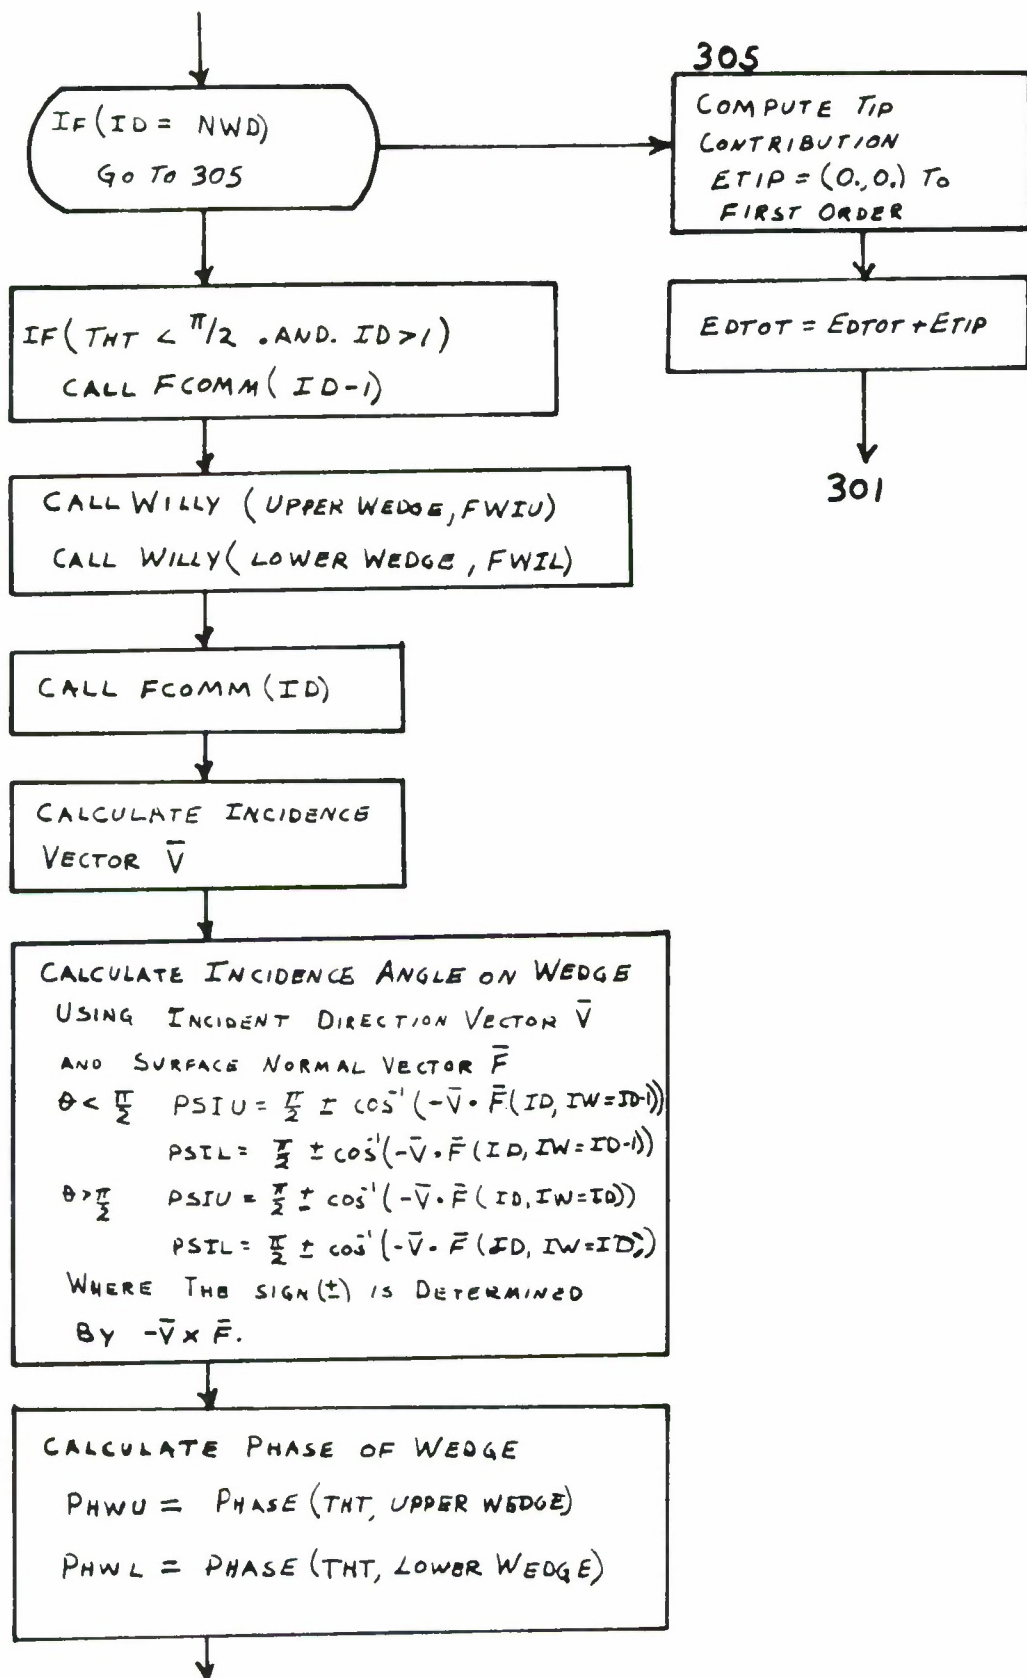 IF (ID = NWD)
GO TO 305
305
COMPUTE TIP
CONTRIBUTION
ETIP = (0., 0.) TO
FIRST ORDER
EDTOT = EDTOT + ETIP
301
IF (THT < π/2 .AND. ID > 1)
CALL FCOMM (ID-1)
CALL WILLY (UPPER WEDGE, FWIU)
CALL WILLY (LOWER WEDGE, FWIL)
CALL FCOMM (ID)
CALCULATE INCIDENCE
VECTOR V̄
CALCULATE INCIDENCE ANGLE ON WEDGE
USING INCIDENT DIRECTION VECTOR V̄
AND SURFACE NORMAL VECTOR F̄
θ < π/2 PSIU = π/2 ± cos⁻¹(-V̄ · F̄(ID, IW=ID-1))
PSIL = π/2 ± cos⁻¹(-V̄ · F̄(ID, IW=ID-1))
θ > π/2 PSIU = π/2 ± cos⁻¹(-V̄ · F̄(ID, IW=ID))
PSIL = π/2 ± cos⁻¹(-V̄ · F̄(ID, IW=ID))
WHERE THE SIGN (±) IS DETERMINED
BY -V̄ × F̄.
CALCULATE PHASE OF WEDGE
PHWU = PHASE (THT, UPPER WEDGE)
PHWL = PHASE (THT, LOWER WEDGE)